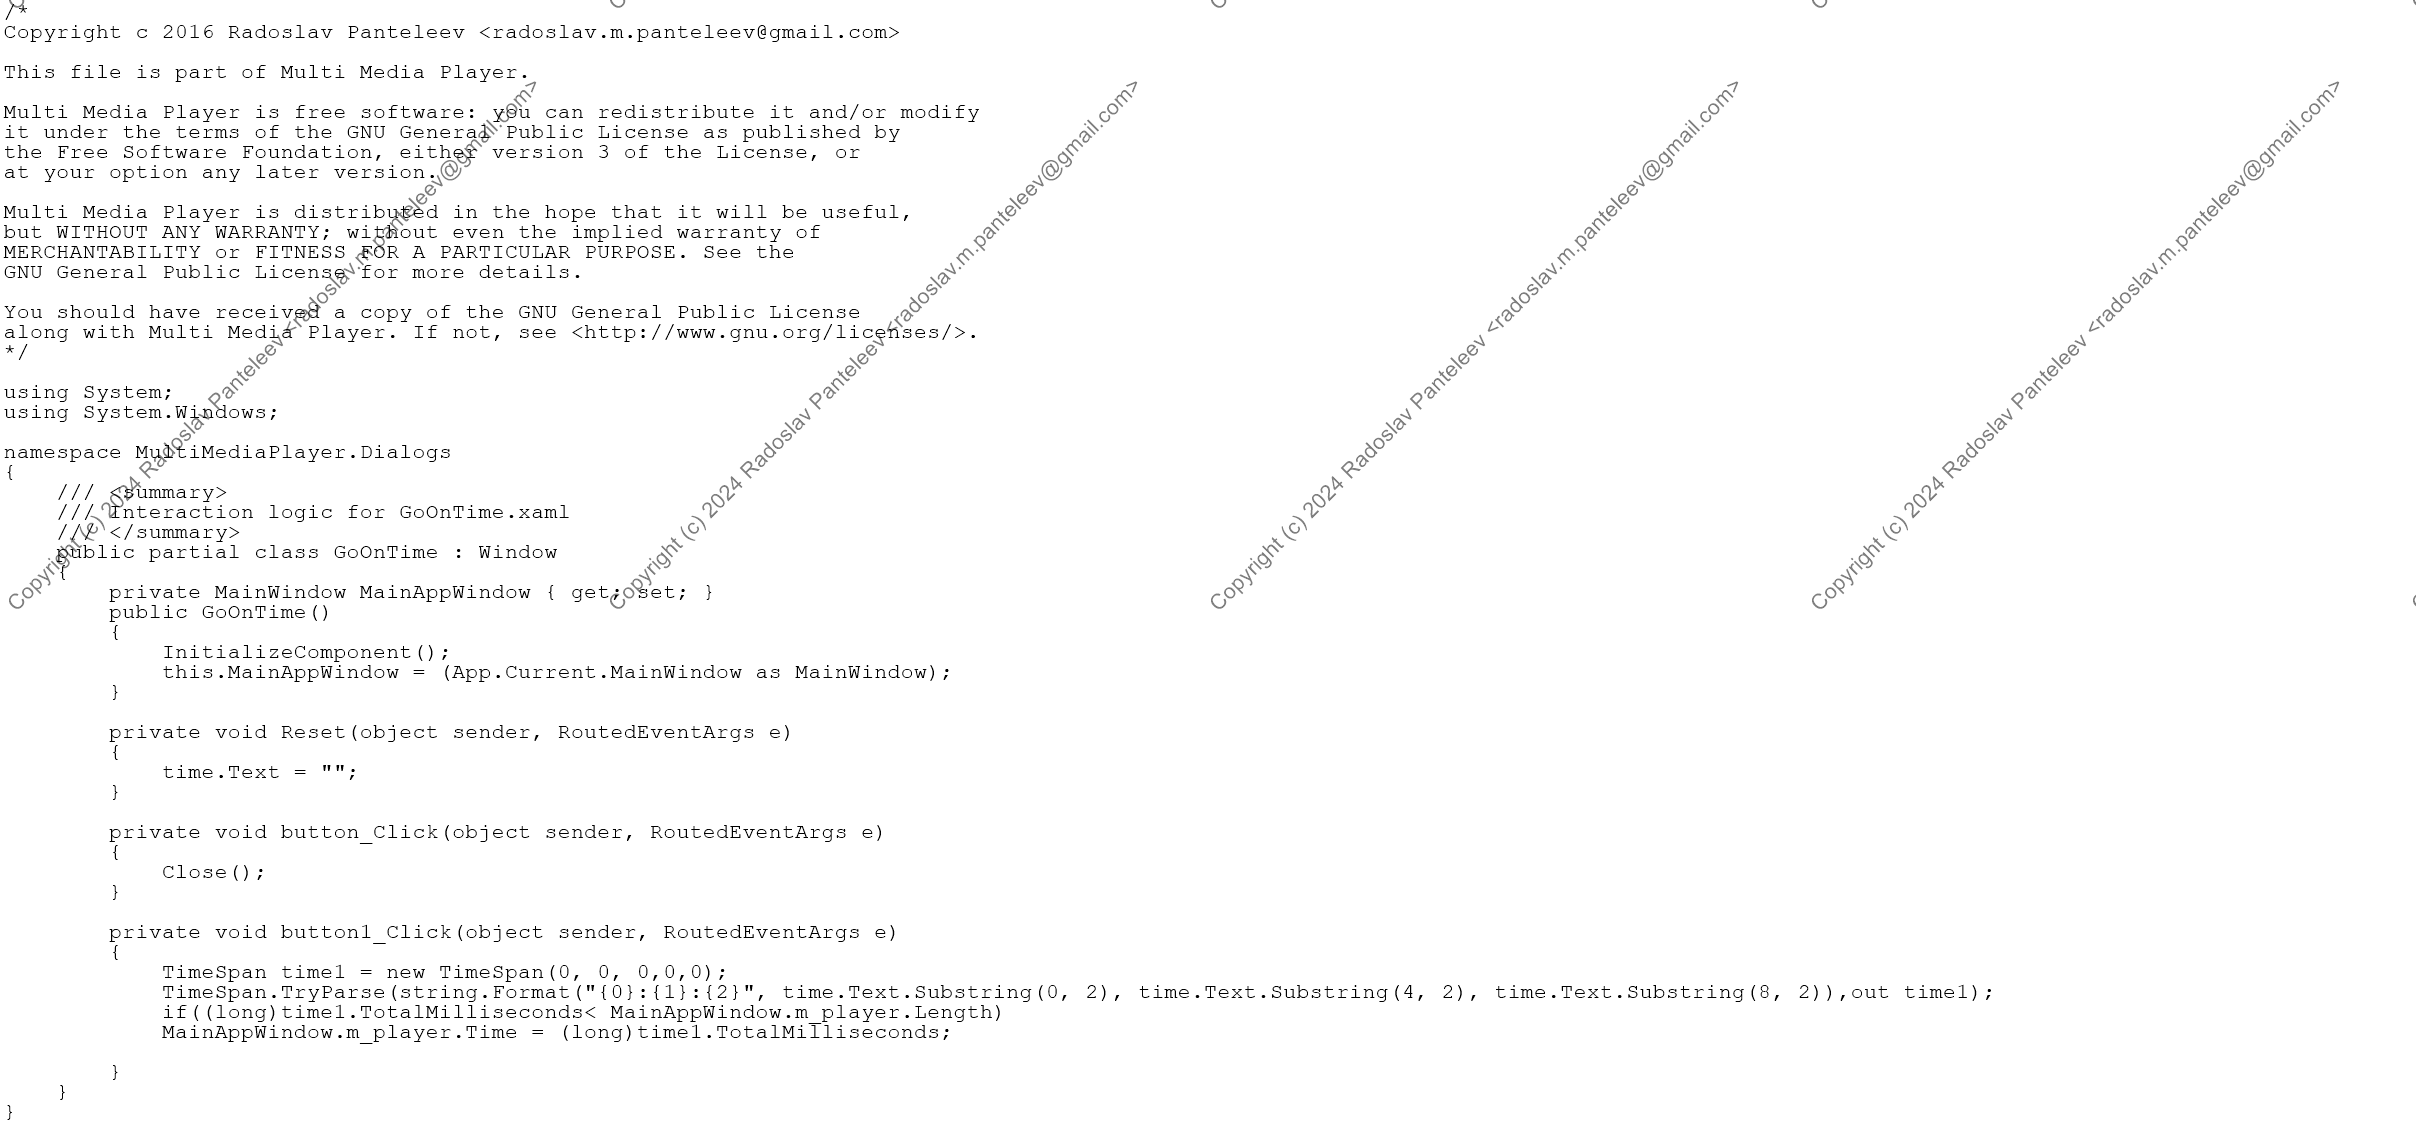 /*
Copyright c 2016 Radoslav Panteleev <radoslav.m.panteleev@gmail.com>

This file is part of Multi Media Player.

Multi Media Player is free software: you can redistribute it and/or modify
it under the terms of the GNU General Public License as published by
the Free Software Foundation, either version 3 of the License, or
at your option any later version.

Multi Media Player is distributed in the hope that it will be useful,
but WITHOUT ANY WARRANTY; without even the implied warranty of
MERCHANTABILITY or FITNESS FOR A PARTICULAR PURPOSE. See the
GNU General Public License for more details.

You should have received a copy of the GNU General Public License
along with Multi Media Player. If not, see <http://www.gnu.org/licenses/>.
*/

using System;
using System.Windows;

namespace MultiMediaPlayer.Dialogs
{
    /// <summary>
    /// Interaction logic for GoOnTime.xaml
    /// </summary>
    public partial class GoOnTime : Window
    {
        private MainWindow MainAppWindow { get; set; }
        public GoOnTime()
        {
            InitializeComponent();
            this.MainAppWindow = (App.Current.MainWindow as MainWindow);
        }

        private void Reset(object sender, RoutedEventArgs e)
        {
            time.Text = "";
        }

        private void button_Click(object sender, RoutedEventArgs e)
        {
            Close();
        }

        private void button1_Click(object sender, RoutedEventArgs e)
        {
            TimeSpan time1 = new TimeSpan(0, 0, 0,0,0);
            TimeSpan.TryParse(string.Format("{0}:{1}:{2}", time.Text.Substring(0, 2), time.Text.Substring(4, 2), time.Text.Substring(8, 2)),out time1);
            if((long)time1.TotalMilliseconds< MainAppWindow.m_player.Length)
            MainAppWindow.m_player.Time = (long)time1.TotalMilliseconds;

        }
    }
}
Copyright (c) 2024 Radoslav Panteleev <radoslav.m.panteleev@gmail.com>
Copyright (c) 2024 Radoslav Panteleev <radoslav.m.panteleev@gmail.com>
Copyright (c) 2024 Radoslav Panteleev <radoslav.m.panteleev@gmail.com>
Copyright (c) 2024 Radoslav Panteleev <radoslav.m.panteleev@gmail.com>